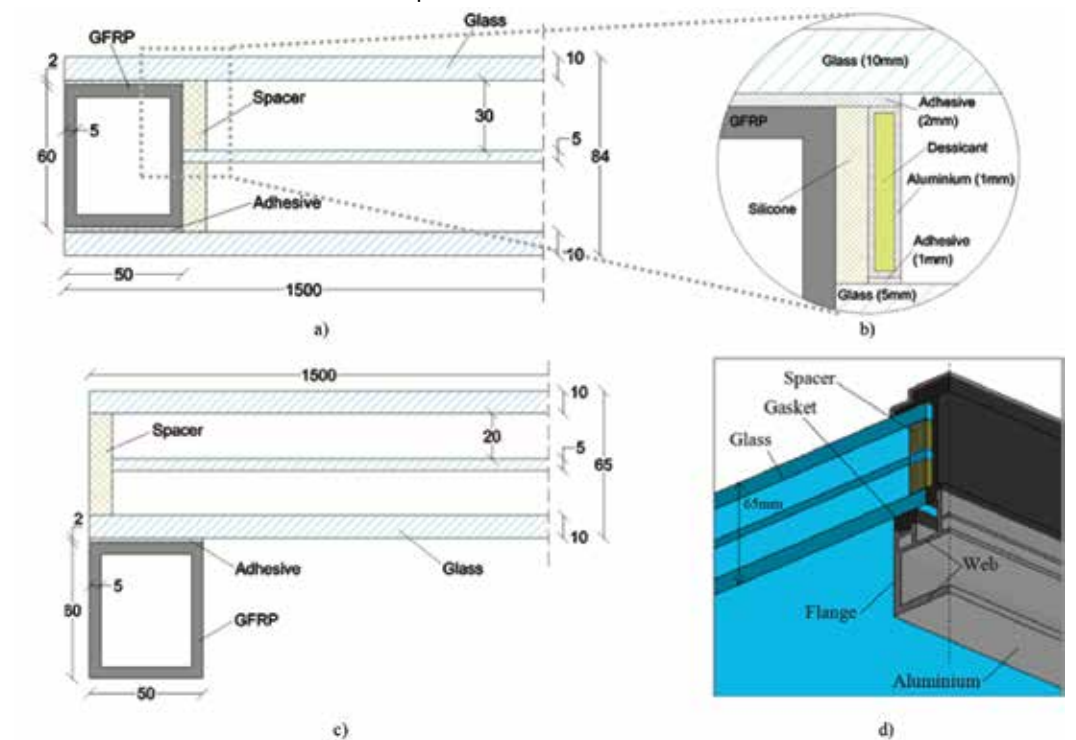 GFRP
Glass
2
10
Spacer
30
5
5
60
84
Adhesive
10
50
1500
a)
Glass (10mm)
Adhesive
(2mm)
GFRP
Dessicant
Aluminium (1mm)
Silicone
Adhesive
(1mm)
Glass (5mm)
b)
1500
10
Spacer
20
5
65
2
10
Adhesive
Glass
5
60
GFRP
50
c)
Spacer
Gasket
Glass
65mm
Web
Flange
Aluminium
d)